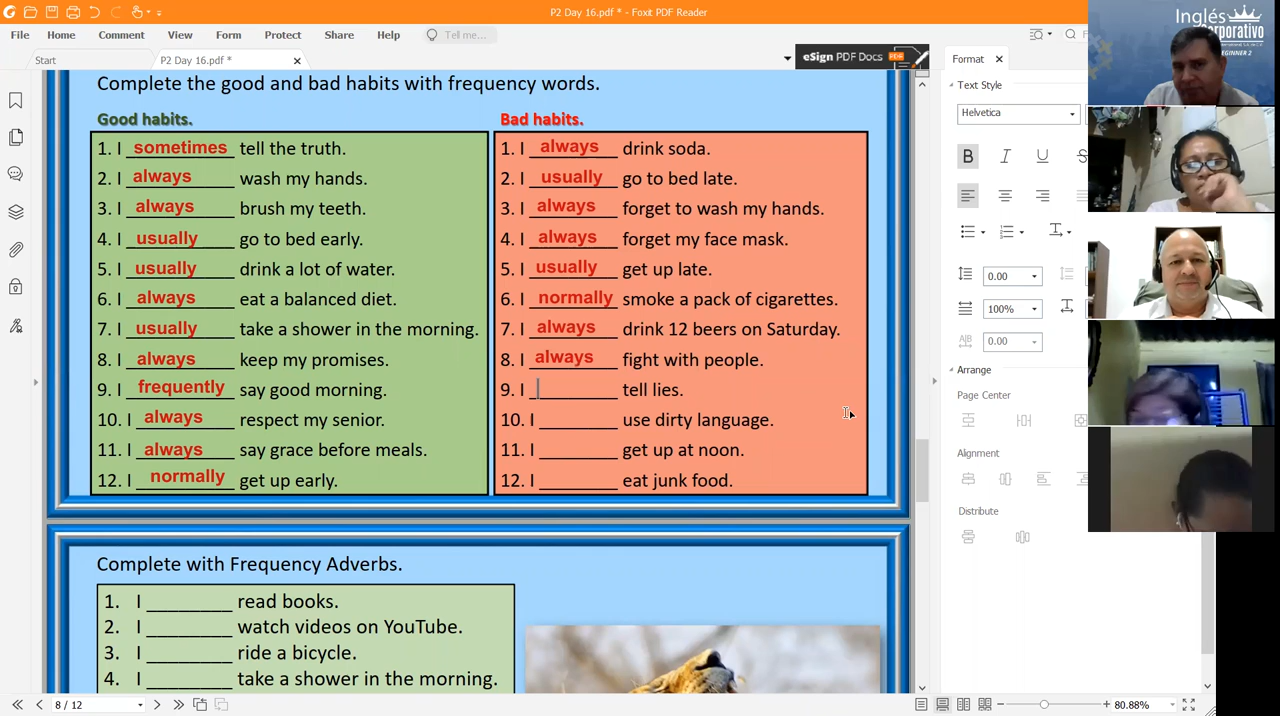 P2 Day 16.pdf * - Foxit PDF Reader
File Home Comment View Form Protect Share Help Tell me...
Start
P2 Day 16.pdf *
eSign PDF Docs
Complete the good and bad habits with frequency words.
Good habits.
1. I sometimes tell the truth.
2. I always wash my hands.
3. I always brush my teeth.
4. I usually go to bed early.
5. I usually drink a lot of water.
6. I always eat a balanced diet.
7. I usually take a shower in the morning.
8. I always keep my promises.
9. I frequently say good morning.
10. I always respect my senior.
11. I always say grace before meals.
12. I normally get up early.
Bad habits.
1. I always drink soda.
2. I usually go to bed late.
3. I always forget to wash my hands.
4. I always forget my face mask.
5. I usually get up late.
6. I normally smoke a pack of cigarettes.
7. I always drink 12 beers on Saturday.
8. I always fight with people.
9. I _________ tell lies.
10. I ________ use dirty language.
11. I ________ get up at noon.
12. I ________ eat junk food.
Complete with Frequency Adverbs.
1. I ________ read books.
2. I ________ watch videos on YouTube.
3. I ________ ride a bicycle.
4. I ________ take a shower in the morning.
Format
Text Style
Helvetica
B I U S
0.00
100%
0.00
Arrange
Page Center
Alignment
Distribute
Inglés
Corporativo
BEGINNER 2
8 / 12
80.88%